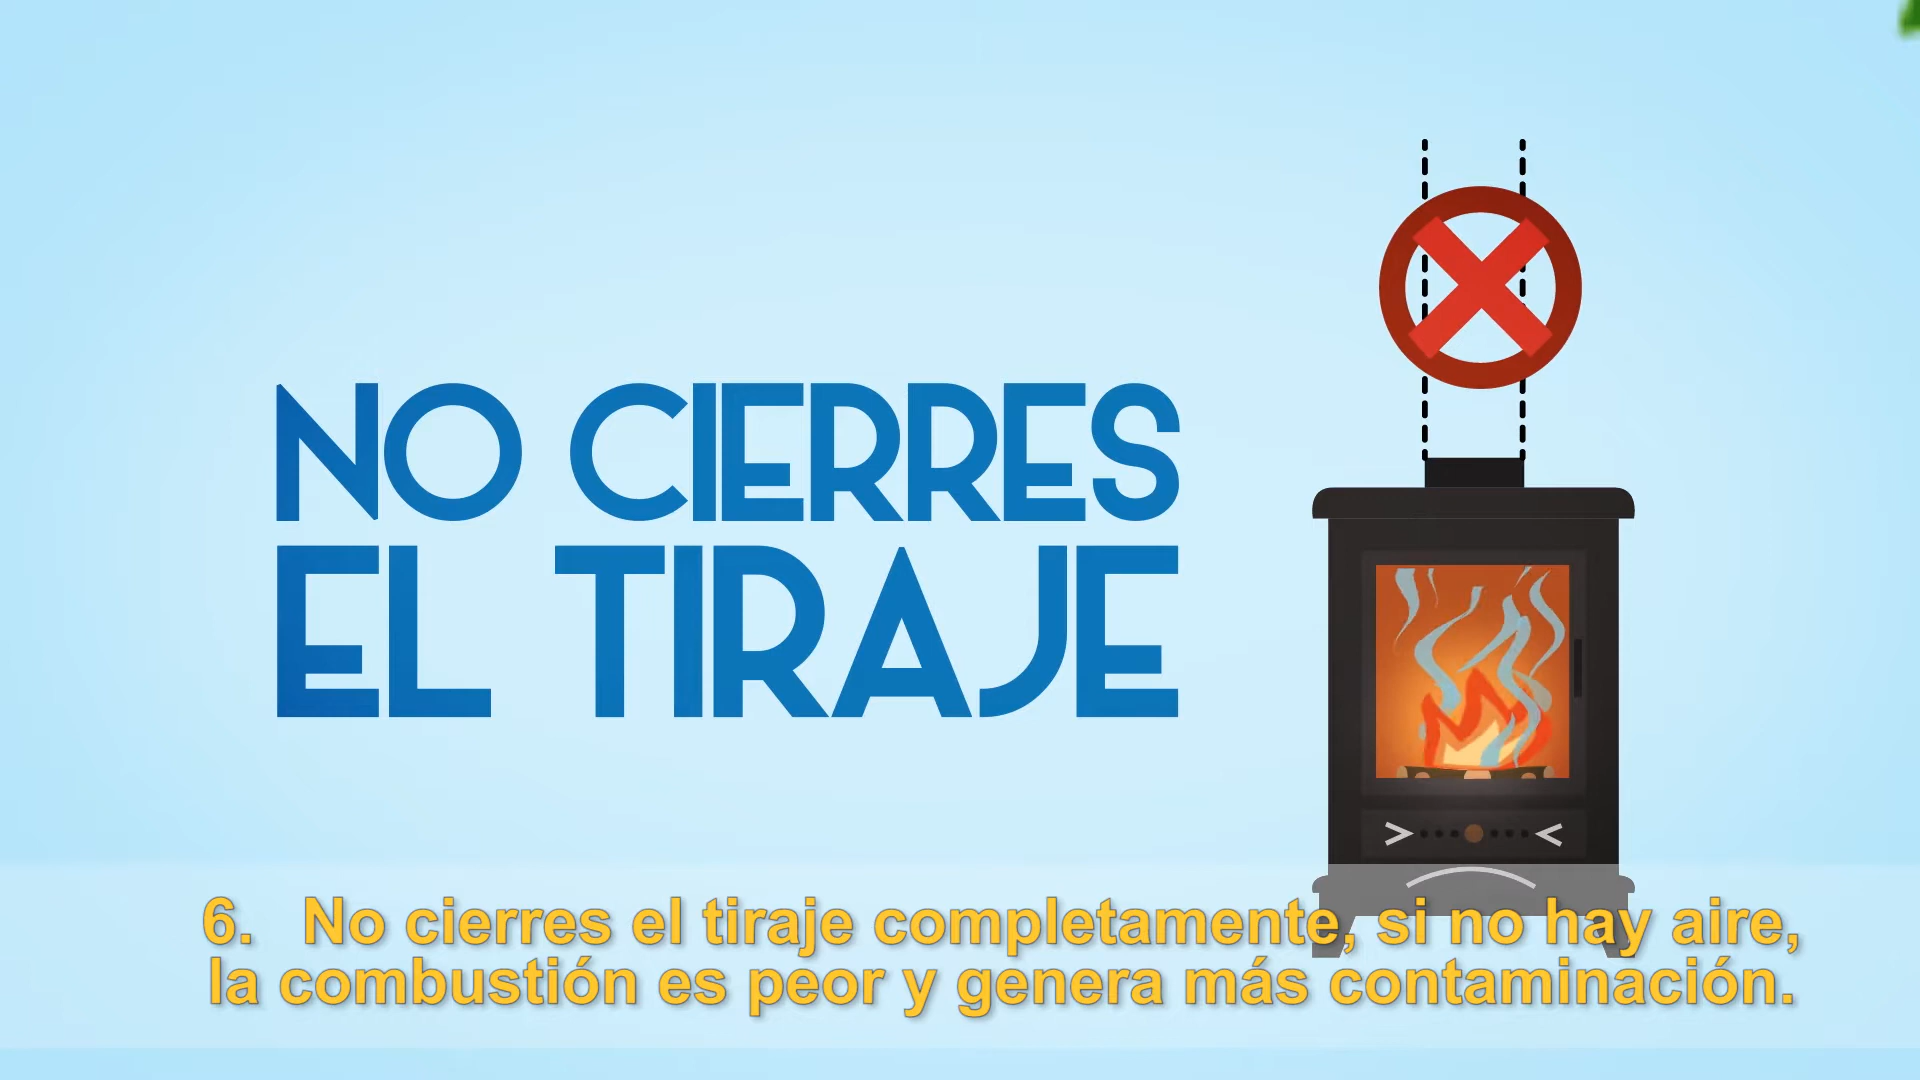 NO CIERRES
EL TIRAJE
6. No cierres el tiraje completamente, si no hay aire,
la combustión es peor y genera más contaminación.